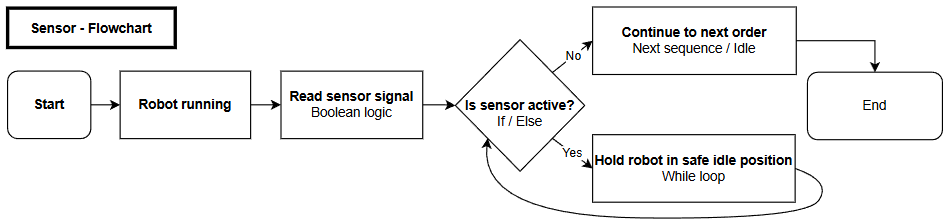 Sensor - Flowchart
Start
Robot running
Read sensor signal
Boolean logic
Is sensor active?
If / Else
No
Continue to next order
Next sequence / Idle
End
Yes
Hold robot in safe idle position
While loop